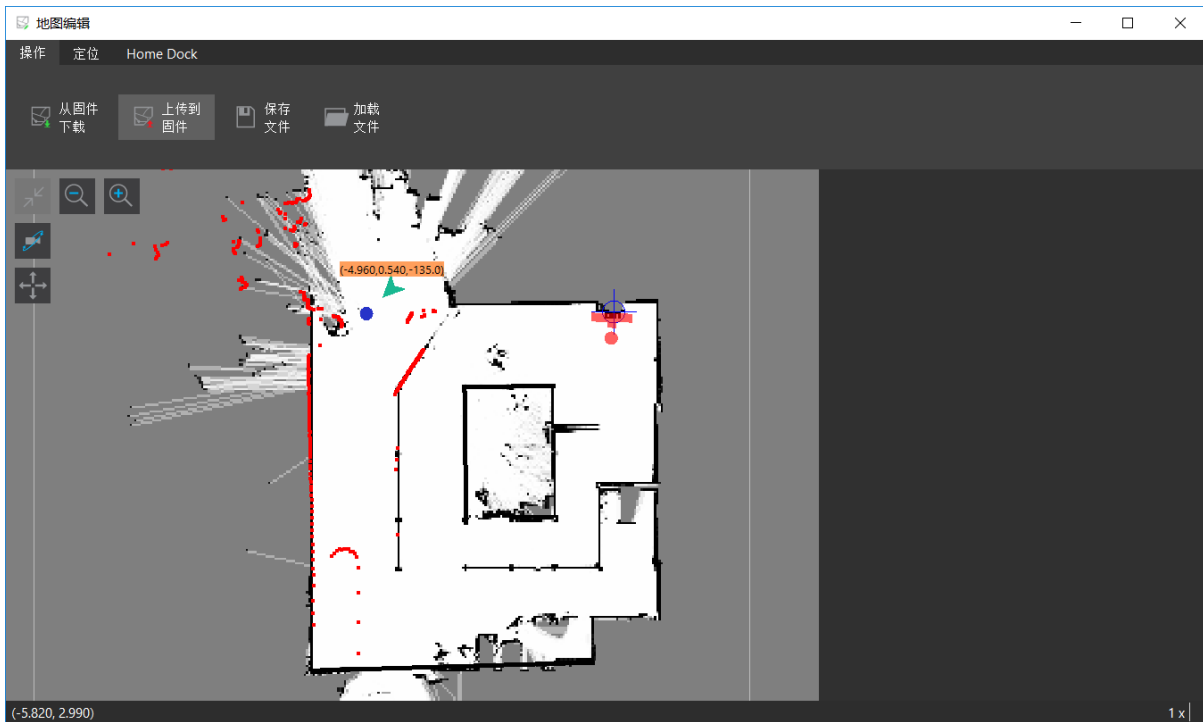 地图编辑
操作 定位 Home Dock
从固件 上传到 保存 加载
下载 固件 文件 文件
(-4.960,0.540,-135.0)
(-5.820, 2.990) 1 x